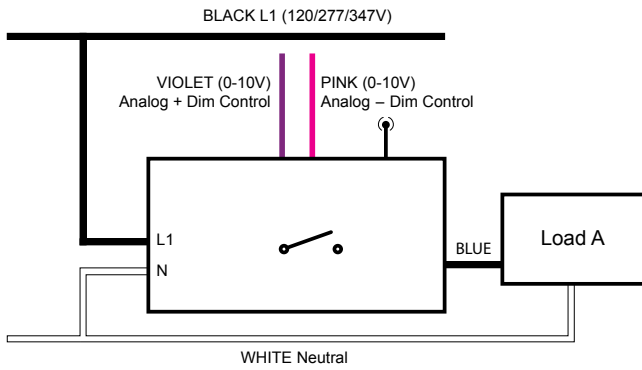 BLACK L1 (120/277/347V)
VIOLET (0-10V)
Analog + Dim Control
PINK (0-10V)
Analog – Dim Control
L1
N
BLUE
Load A
WHITE Neutral